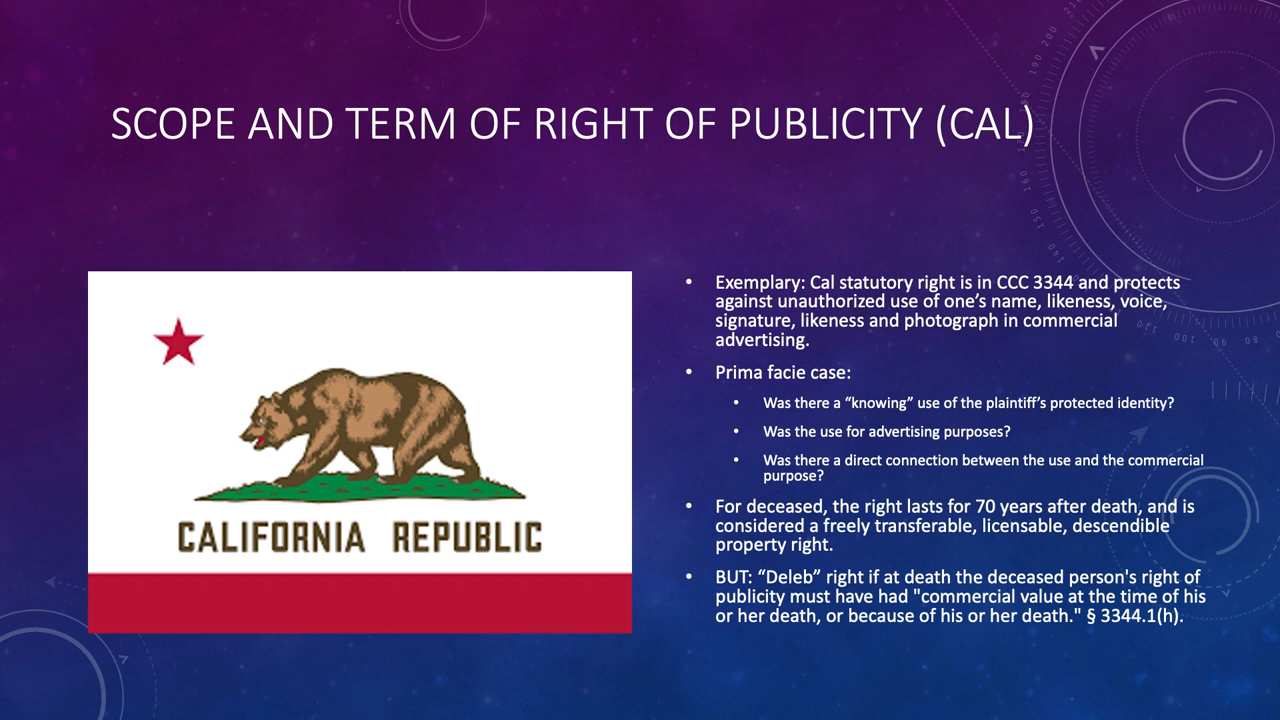 SCOPE AND TERM OF RIGHT OF PUBLICITY (CAL)
CALIFORNIA REPUBLIC
• Exemplary: Cal statutory right is in CCC 3344 and protects
against unauthorized use of one’s name, likeness, voice,
signature, likeness and photograph in commercial
advertising.
• Prima facie case:
• Was there a “knowing” use of the plaintiff’s protected identity?
• Was the use for advertising purposes?
• Was there a direct connection between the use and the commercial
purpose?
• For deceased, the right lasts for 70 years after death, and is
considered a freely transferable, licensable, descendible
property right.
• BUT: “Deleb” right if at death the deceased person's right of
publicity must have had "commercial value at the time of his
or her death, or because of his or her death." § 3344.1(h).